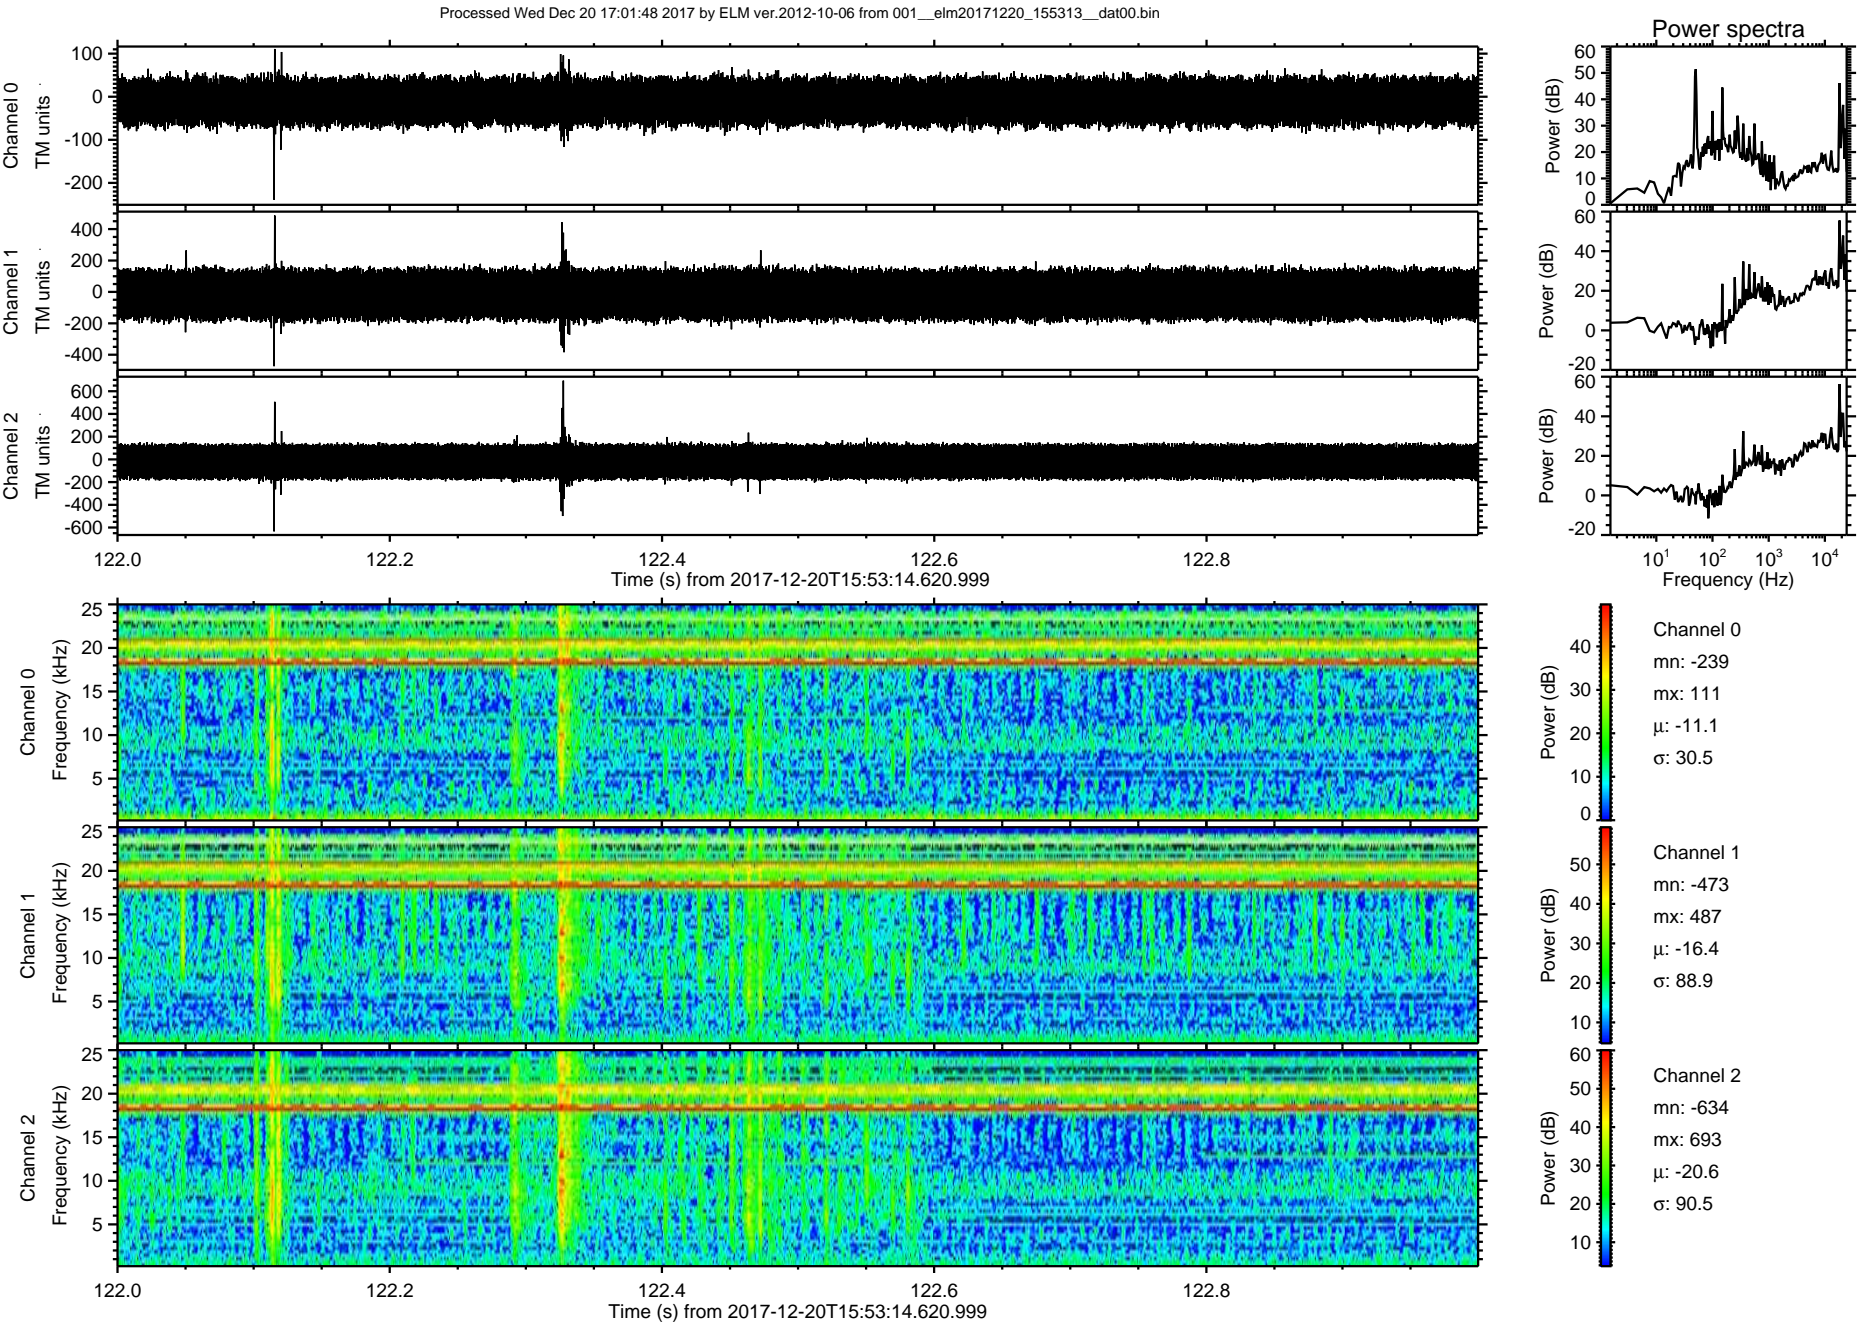 Processed Wed Dec 20 17:01:48 2017 by ELM ver.2012-10-06 from 001__elm20171220_155313__dat00.bin
Power spectra
Channel 0
TM units
100
0
-100
-200
Power (dB)
60
50
40
30
20
10
0
Channel 1
TM units
400
200
0
-200
-400
Power (dB)
60
40
20
0
-20
Channel 2
TM units
600
400
200
0
-200
-400
-600
Power (dB)
60
40
20
0
-20
122.0 122.2 122.4 122.6 122.8
Time (s) from 2017-12-20T15:53:14.620.999
10¹ 10² 10³ 10⁴
Frequency (Hz)
Channel 0
Frequency (kHz)
25
20
15
10
5
Power (dB)
40
30
20
10
0
Channel 0
mn: -239
mx: 111
μ: -11.1
σ: 30.5
Channel 1
Frequency (kHz)
25
20
15
10
5
Power (dB)
50
40
30
20
10
Channel 1
mn: -473
mx: 487
μ: -16.4
σ: 88.9
Channel 2
Frequency (kHz)
25
20
15
10
5
Power (dB)
60
50
40
30
20
10
Channel 2
mn: -634
mx: 693
μ: -20.6
σ: 90.5
122.0 122.2 122.4 122.6 122.8
Time (s) from 2017-12-20T15:53:14.620.999